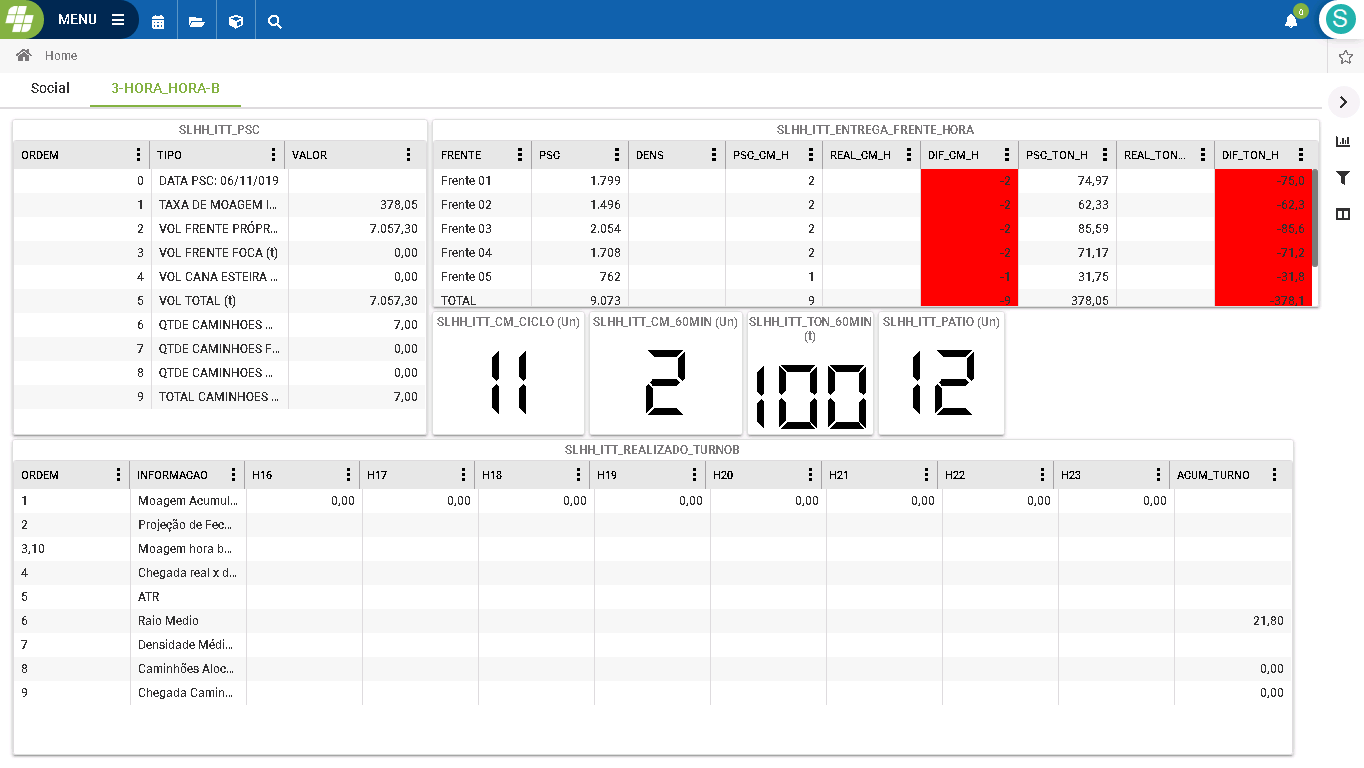 MENU
0
S
Home
Social 3-HORA_HORA-B
SLHH_ITT_PSC
ORDEM TIPO VALOR
0 DATA PSC: 06/11/019
1 TAXA DE MOAGEM I... 378,05
2 VOL FRENTE PRÓPR... 7.057,30
3 VOL FRENTE FOCA (t) 0,00
4 VOL CANA ESTEIRA ... 0,00
5 VOL TOTAL (t) 7.057,30
6 QTDE CAMINHOES ... 7,00
7 QTDE CAMINHOES F... 0,00
8 QTDE CAMINHOES ... 0,00
9 TOTAL CAMINHOES ... 7,00
SLHH_ITT_ENTREGA_FRENTE_HORA
FRENTE PSC DENS PSC_CM_H REAL_CM_H DIF_CM_H PSC_TON_H REAL_TON... DIF_TON_H
Frente 01 1.799 2 -2 74,97 -75,0
Frente 02 1.496 2 -2 62,33 -62,3
Frente 03 2.054 2 -2 85,59 -85,6
Frente 04 1.708 2 -2 71,17 -71,2
Frente 05 762 1 -1 31,75 -31,8
TOTAL 9.073 9 -9 378,05 -378,1
SLHH_ITT_CM_CICLO (Un)
11
SLHH_ITT_CM_60MIN (Un)
2
SLHH_ITT_TON_60MIN
(t)
100
SLHH_ITT_PATIO (Un)
12
SLHH_ITT_REALIZADO_TURNOB
ORDEM INFORMACAO H16 H17 H18 H19 H20 H21 H22 H23 ACUM_TURNO
1 Moagem Acumul... 0,00 0,00 0,00 0,00 0,00 0,00 0,00 0,00
2 Projeção de Fec...
3,10 Moagem hora b...
4 Chegada real x d...
5 ATR
6 Raio Medio 21,80
7 Densidade Médi...
8 Caminhões Aloc... 0,00
9 Chegada Camin... 0,00